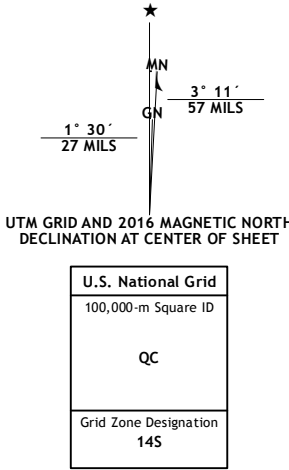 ★
MN
3° 11´
57 MILS
GN
1° 30´
27 MILS
UTM GRID AND 2016 MAGNETIC NORTH
DECLINATION AT CENTER OF SHEET
U.S. National Grid
100,000-m Square ID
QC
Grid Zone Designation
14S